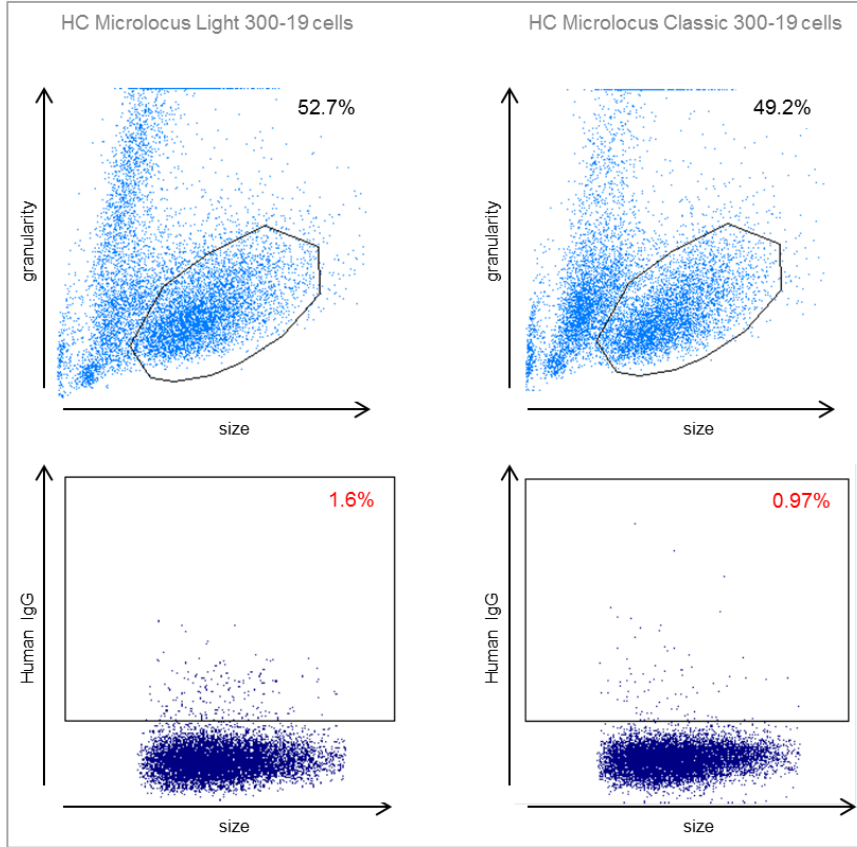 HC Microlocus Light 300-19 cells
HC Microlocus Classic 300-19 cells
52.7%
49.2%
granularity
granularity
size
size
1.6%
0.97%
Human IgG
Human IgG
size
size